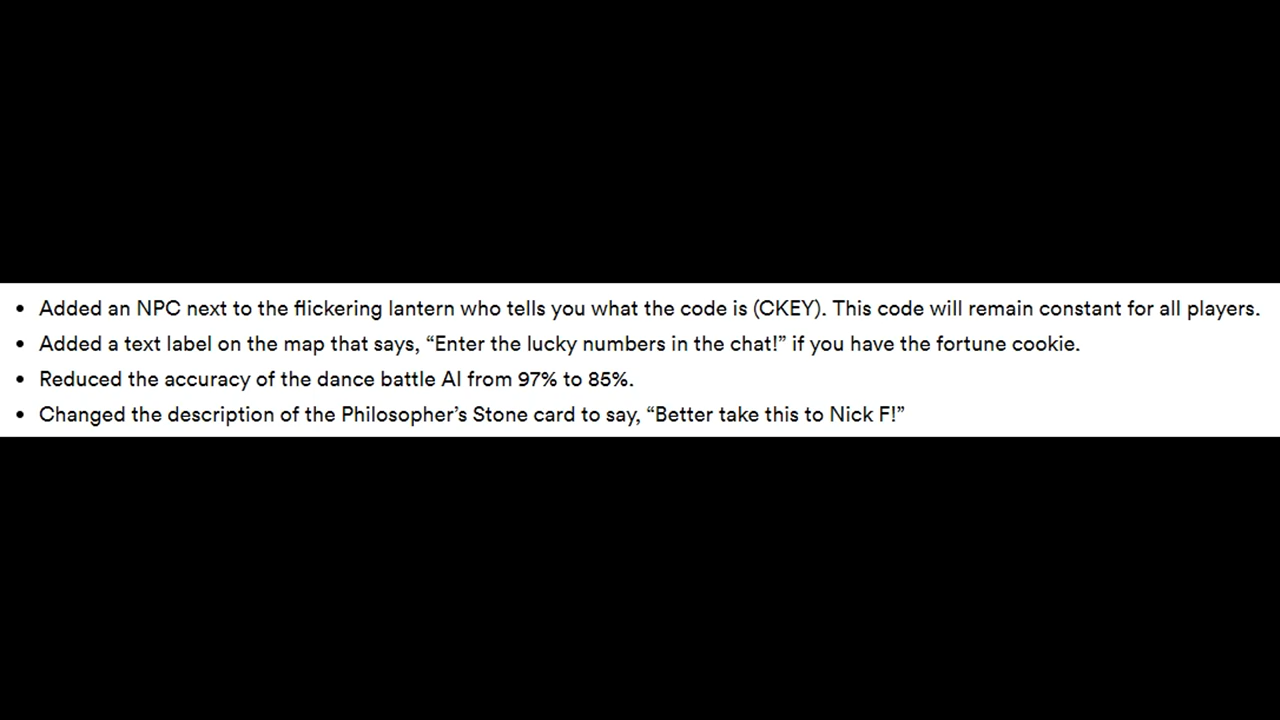 • Added an NPC next to the flickering lantern who tells you what the code is (CKEY). This code will remain constant for all players.
• Added a text label on the map that says, “Enter the lucky numbers in the chat!” if you have the fortune cookie.
• Reduced the accuracy of the dance battle AI from 97% to 85%.
• Changed the description of the Philosopher’s Stone card to say, “Better take this to Nick F!”